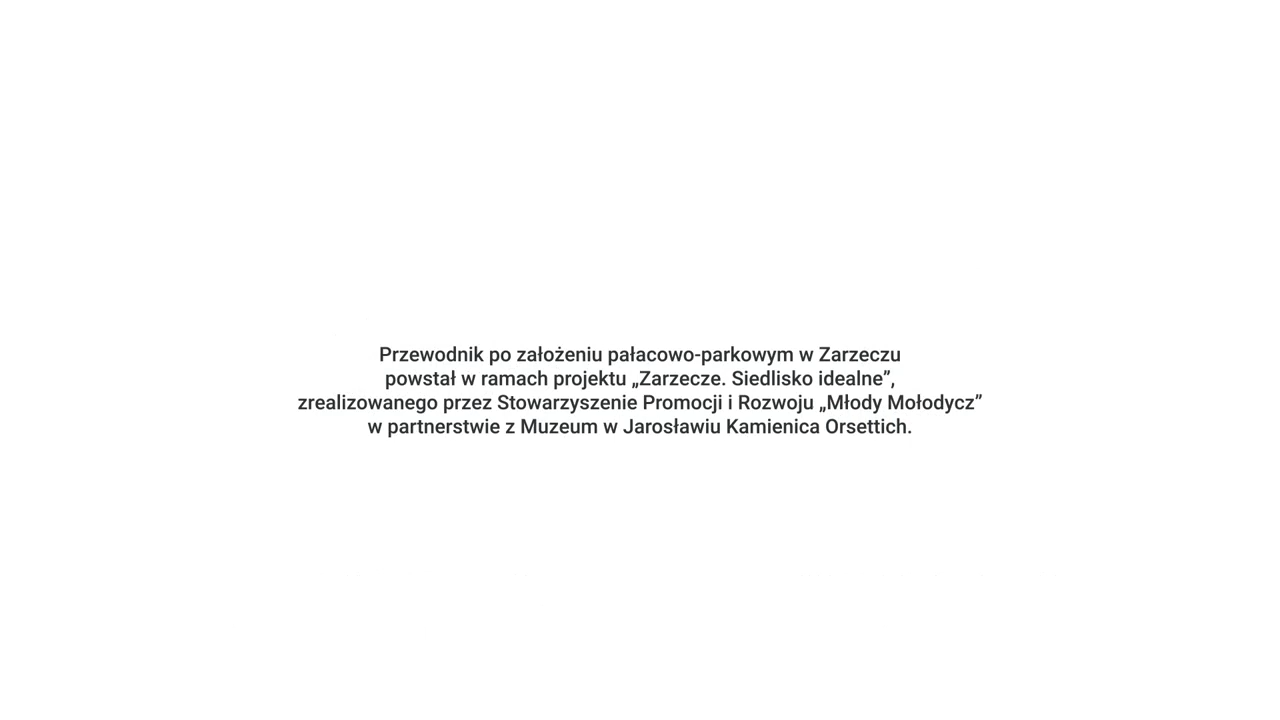 Przewodnik po założeniu pałacowo-parkowym w Zarzeczu
powstał w ramach projektu „Zarzecze. Siedlisko idealne”,
zrealizowanego przez Stowarzyszenie Promocji i Rozwoju „Młody Mołodycz”
w partnerstwie z Muzeum w Jarosławiu Kamienica Orsettich.